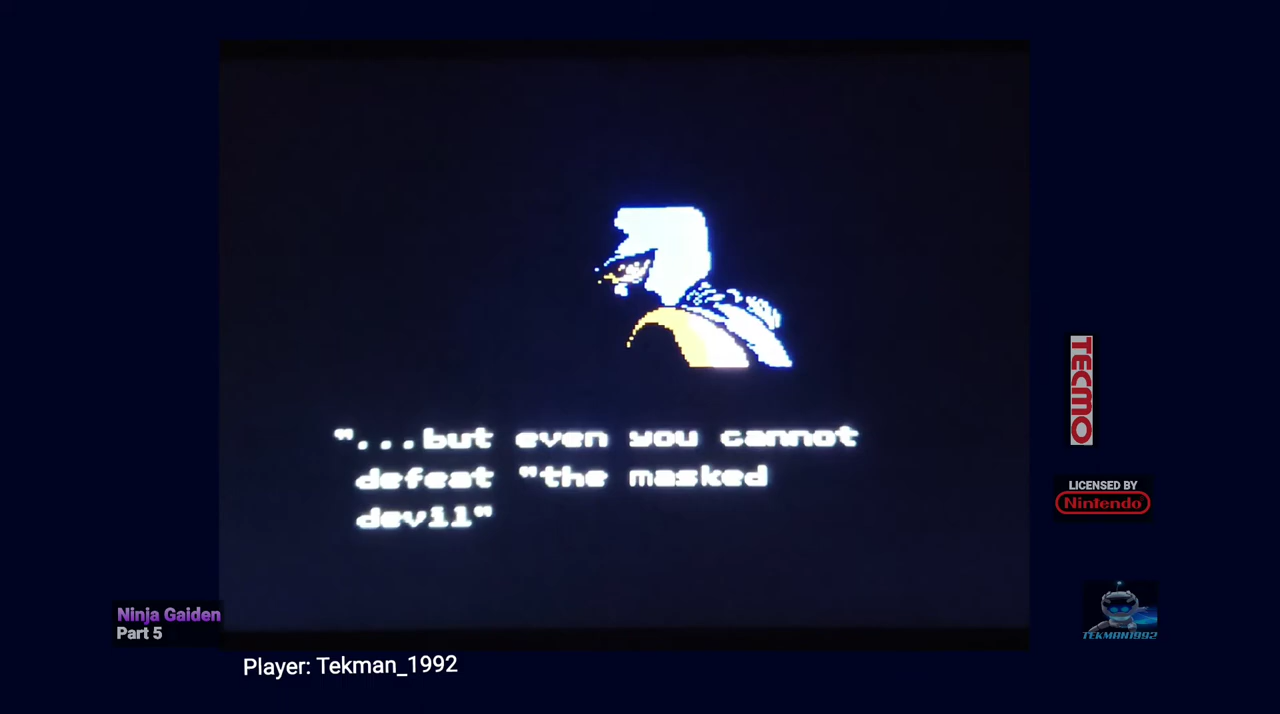 "...but even you cannot
defeat "the masked
devil"
TECMO
LICENSED BY
Nintendo
TEKMAN1992
Ninja Gaiden
Part 5
Player: Tekman_1992